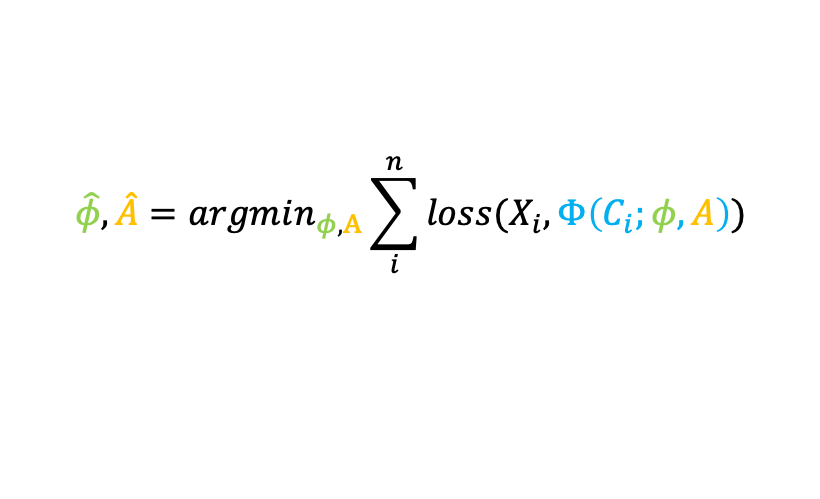 ϕ̂, Â = argmin_{ϕ,A} ∑_{i}^{n} loss(X_i, Φ(C_i; ϕ, A))